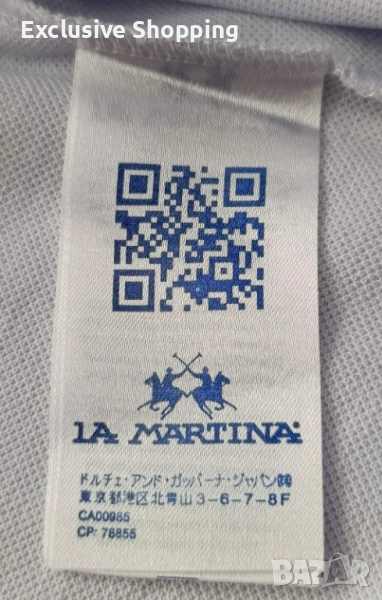 Exclusive Shopping
LA MARTINA
ドルチェ・アンド・ガッバーナ・ジャパン㈱
東京都港区北青山3-6-7-8F
CA00985
CP: 78855
BAZAR